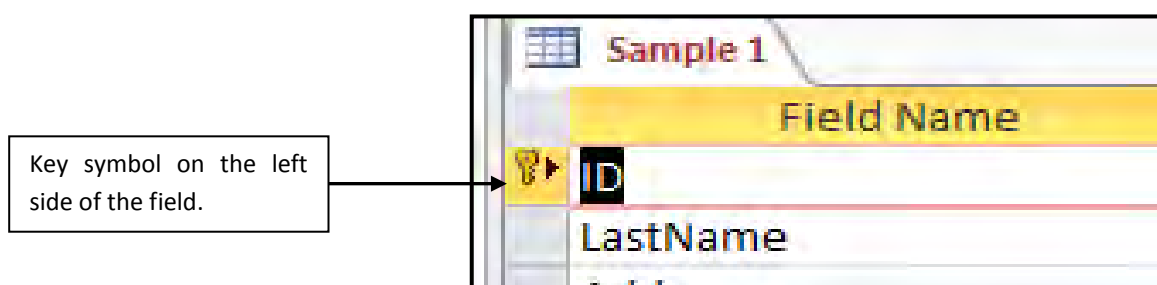 Sample 1
Field Name
Key symbol on the left
side of the field.
ID
LastName